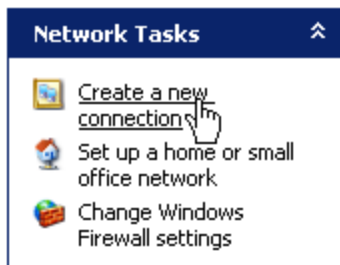 Network Tasks
Create a new
connection
Set up a home or small
office network
Change Windows
Firewall settings